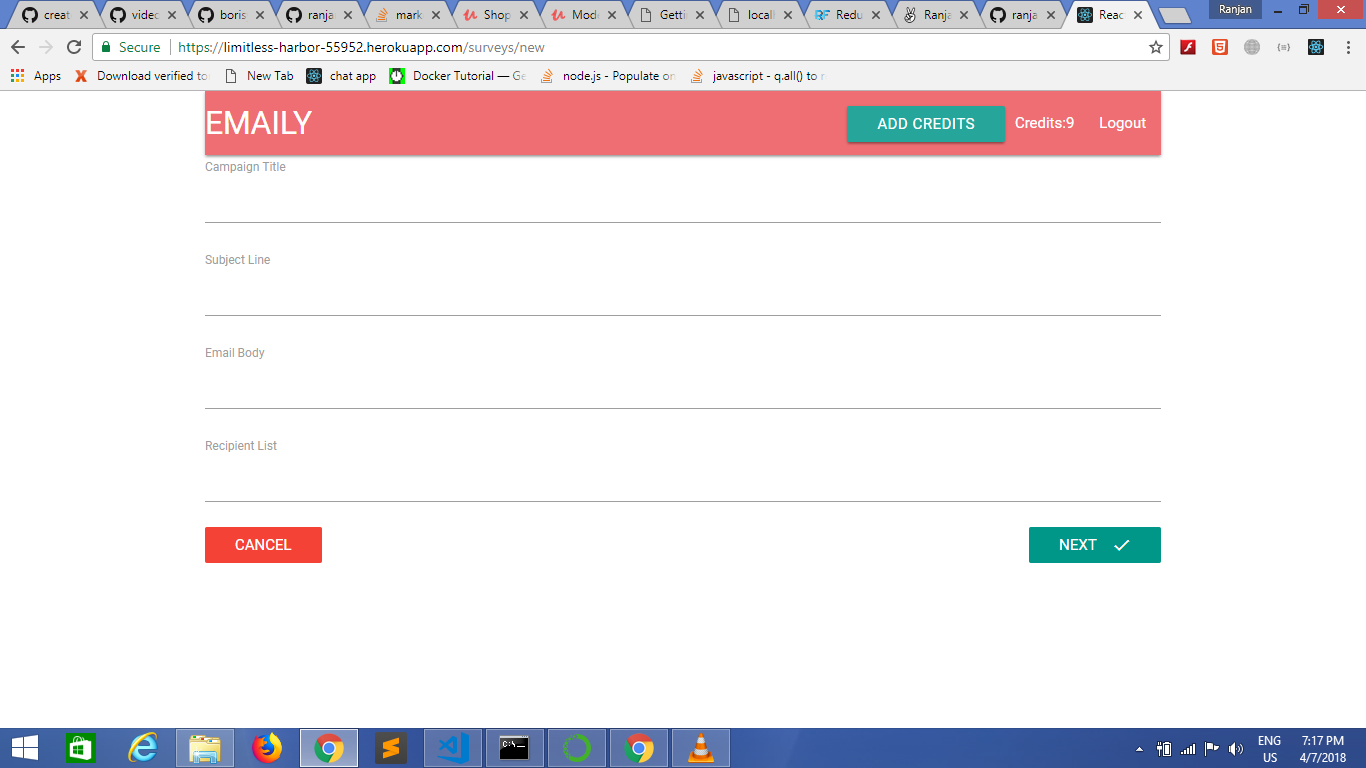 creat
video
boris
ranja
mark
Shop
Mode
Getti
locall
Redu
Ranja
ranja
Reac
Ranjan
Secure https://limitless-harbor-55952.herokuapp.com/surveys/new
Apps
Download verified to
New Tab
chat app
Docker Tutorial — Ge
node.js - Populate on
javascript - q.all() to r
EMAILY
ADD CREDITS
Credits:9
Logout
Campaign Title
Subject Line
Email Body
Recipient List
CANCEL
NEXT
ENG
US
7:17 PM
4/7/2018